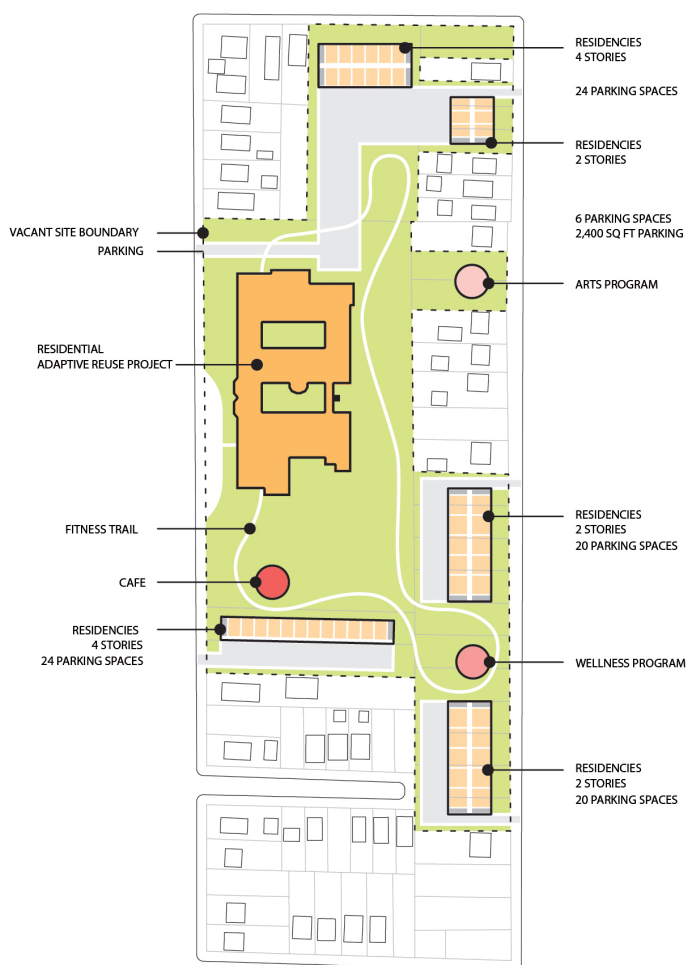 RESIDENCIES
4 STORIES
24 PARKING SPACES
RESIDENCIES
2 STORIES
6 PARKING SPACES
2,400 SQ FT PARKING
VACANT SITE BOUNDARY
PARKING
ARTS PROGRAM
RESIDENTIAL
ADAPTIVE REUSE PROJECT
FITNESS TRAIL
RESIDENCIES
2 STORIES
20 PARKING SPACES
CAFE
RESIDENCIES
4 STORIES
24 PARKING SPACES
WELLNESS PROGRAM
RESIDENCIES
2 STORIES
20 PARKING SPACES